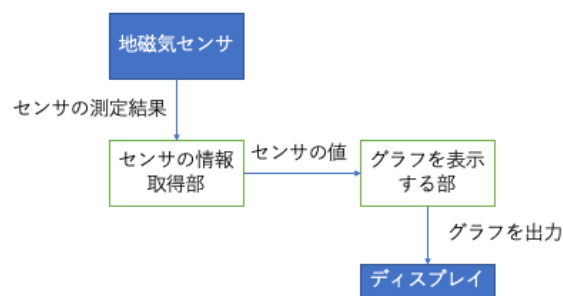 地磁気センサ
センサの測定結果
センサの情報
取得部
センサの値
グラフを表示
する部
グラフを出力
ディスプレイ